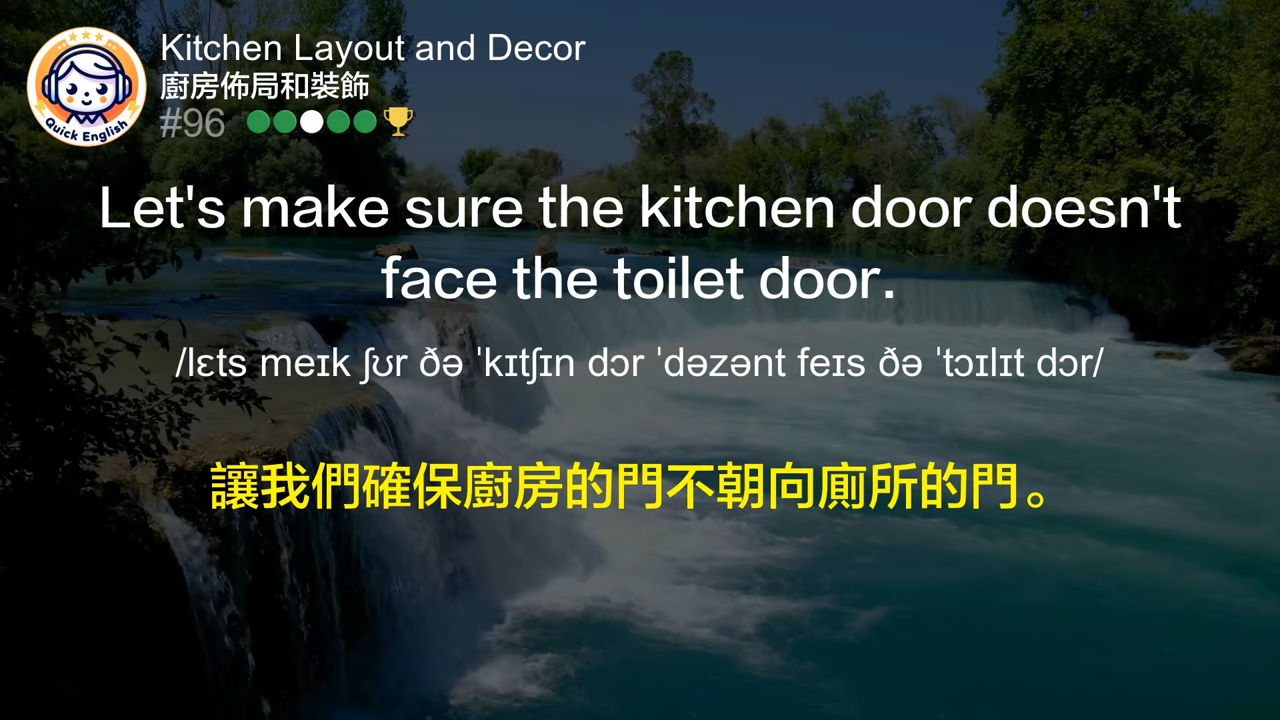 Kitchen Layout and Decor
廚房佈局和裝飾
#96
Quick English
Let's make sure the kitchen door doesn't
face the toilet door.
/lɛts meɪk ʃʊr ðə ˈkɪtʃɪn dɔr ˈdəzənt feɪs ðə ˈtɔɪlɪt dɔr/
讓我們確保廚房的門不朝向廁所的門。